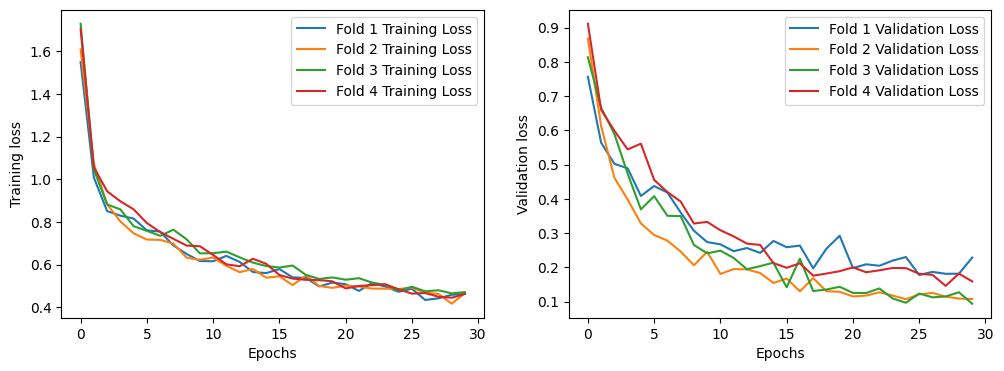 Training loss
1.6
1.4
1.2
1.0
0.8
0.6
0.4
0
5
10
15
20
25
30
Epochs
Fold 1 Training Loss
Fold 2 Training Loss
Fold 3 Training Loss
Fold 4 Training Loss
Validation loss
0.9
0.8
0.7
0.6
0.5
0.4
0.3
0.2
0.1
0
5
10
15
20
25
30
Epochs
Fold 1 Validation Loss
Fold 2 Validation Loss
Fold 3 Validation Loss
Fold 4 Validation Loss